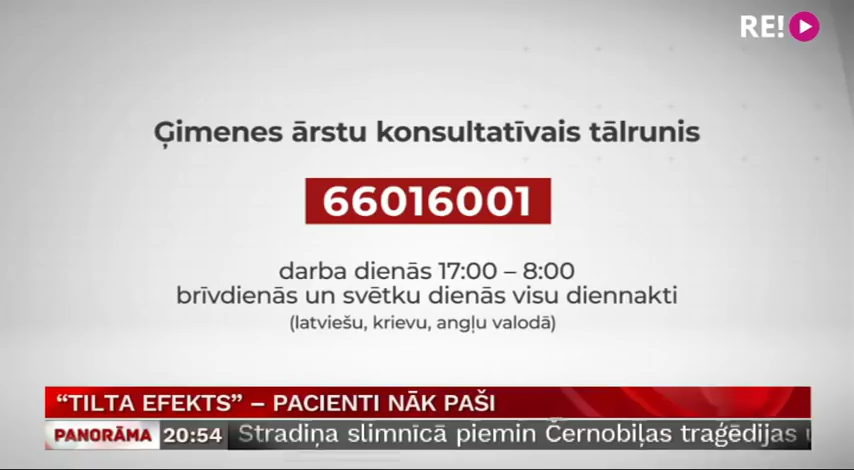 RE!
Ģimenes ārstu konsultatīvais tālrunis
66016001
darba dienās 17:00 – 8:00
brīvdienās un svētku dienās visu diennakti
(latviešu, krievu, angļu valodā)
“TILTA EFEKTS” – PACIENTI NĀK PAŠI
PANORĀMA 20:54 Stradiņa slimnīcā piemin Černobiļas traģēdijas